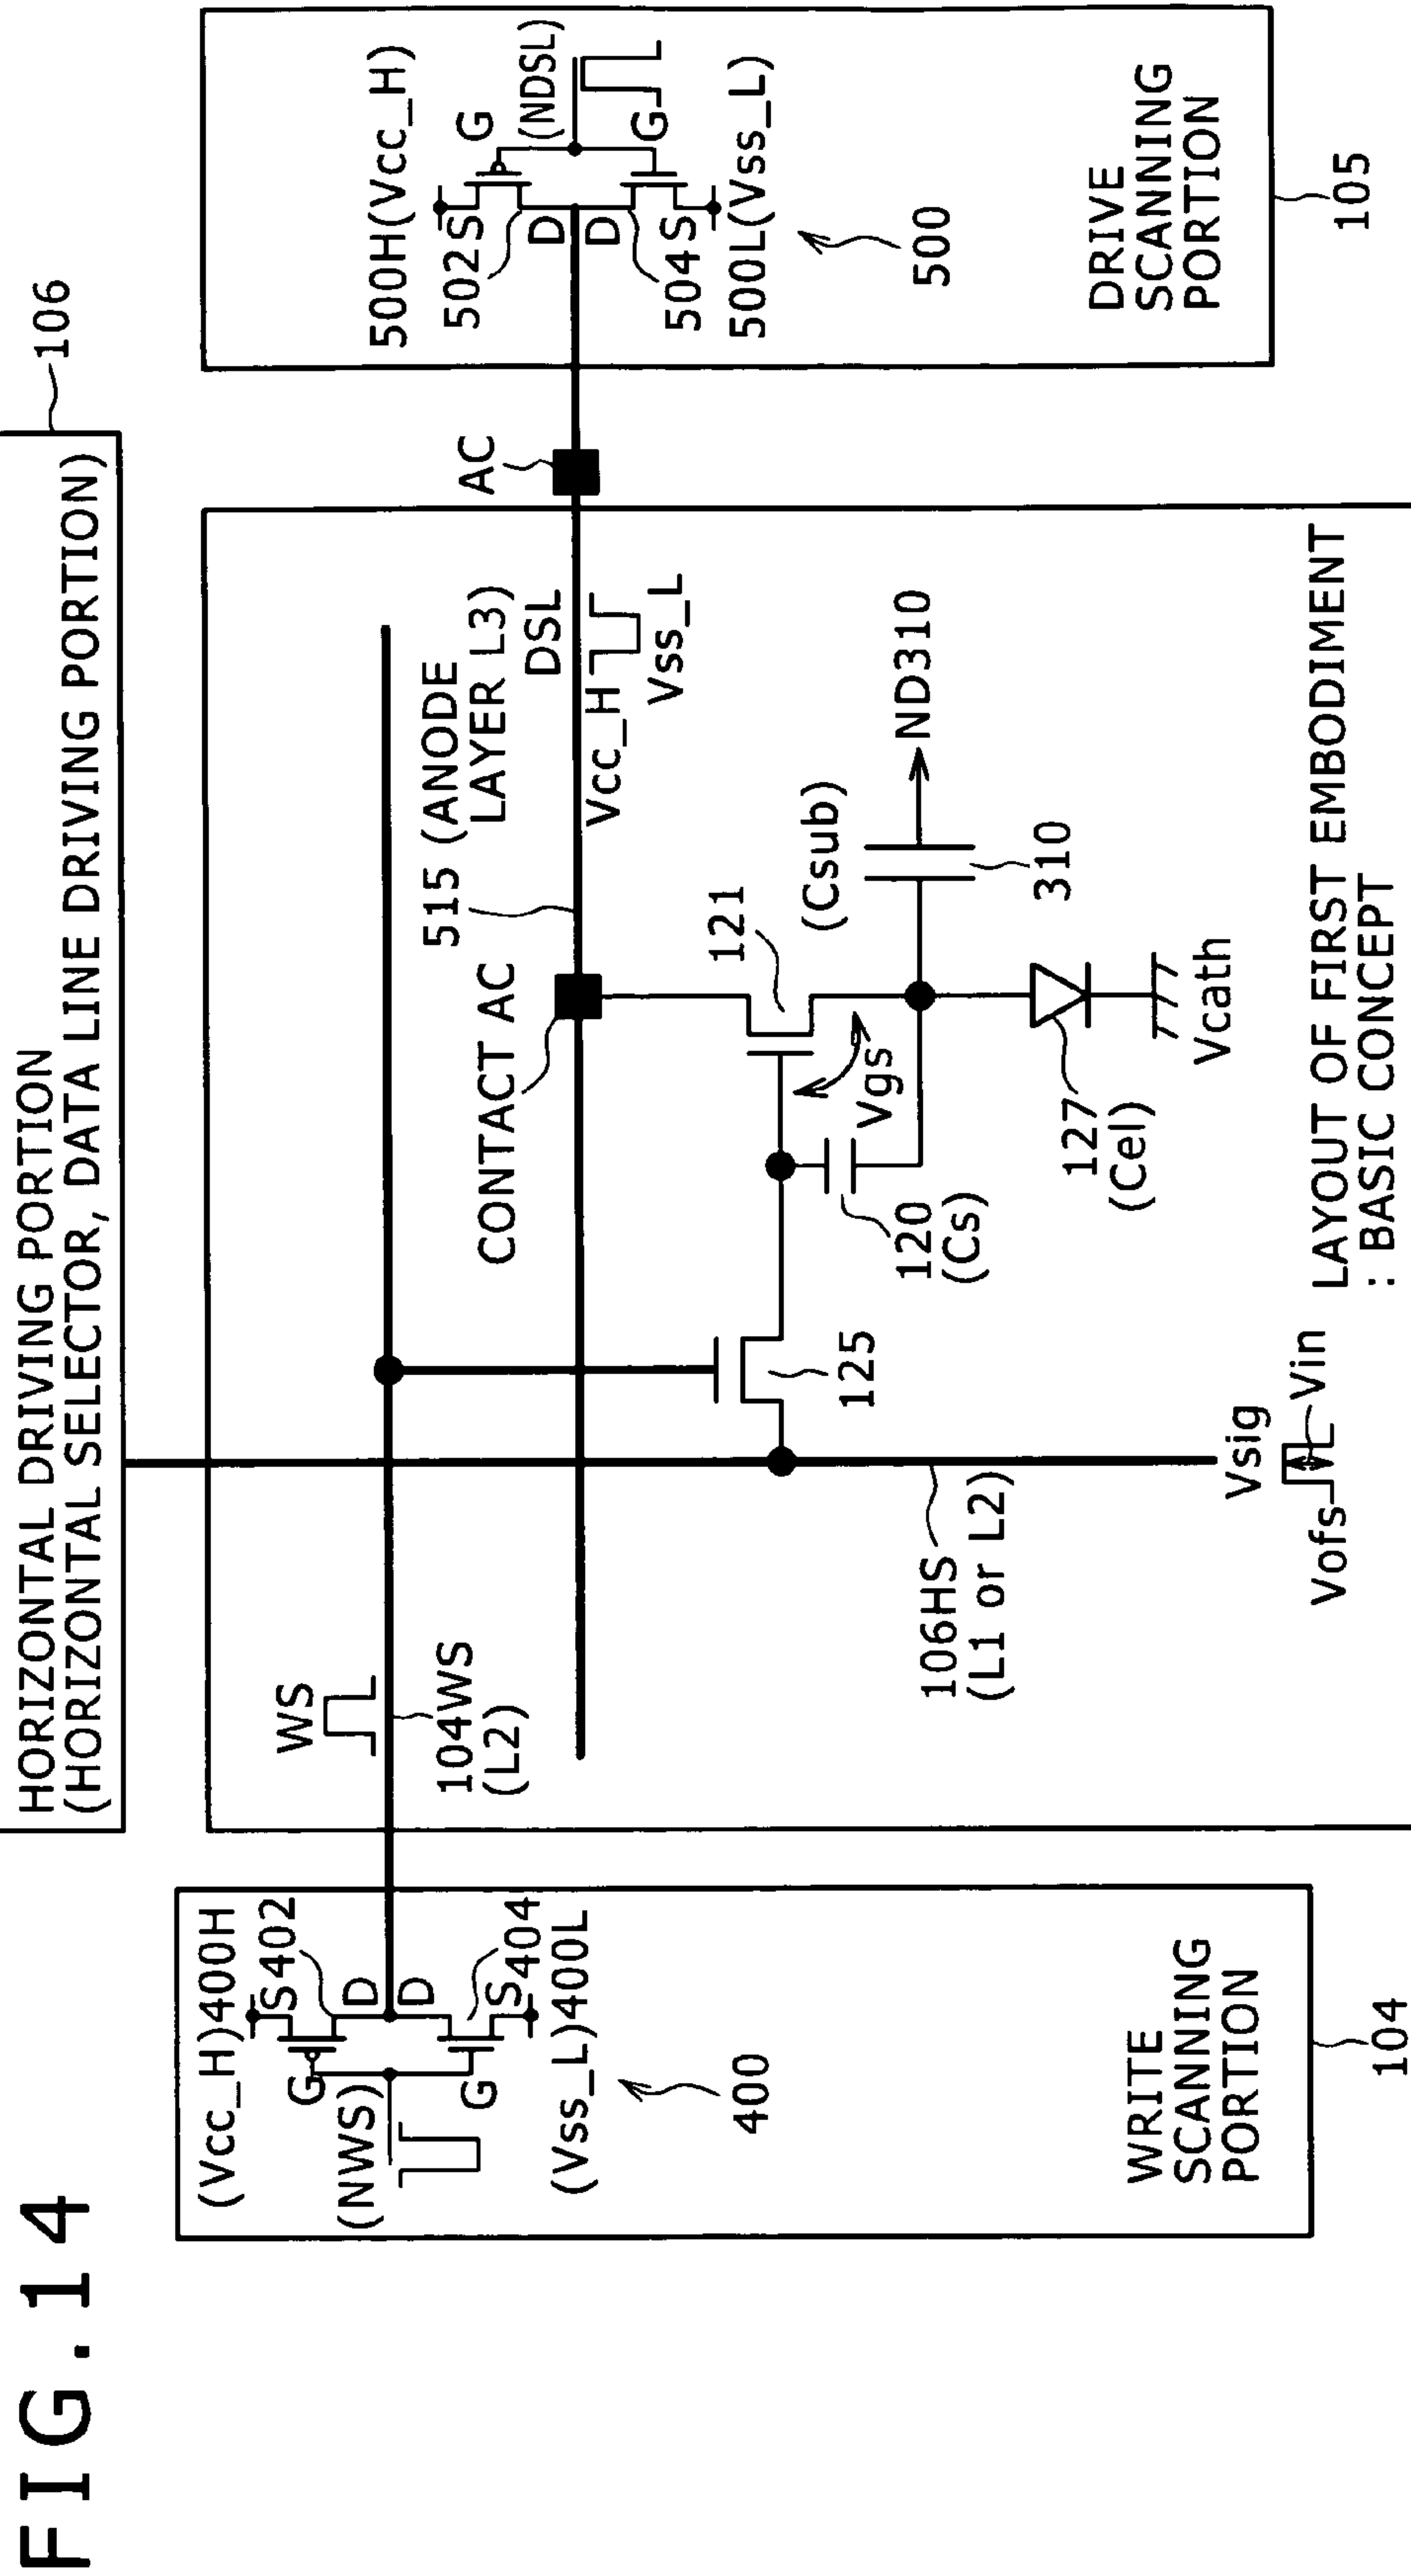 FIG.14
HORIZONTAL DRIVING PORTION
(HORIZONTAL SELECTOR, DATA LINE DRIVING PORTION)
106
(Vcc_H)400H
S402
G
D
(NWS)
D
G
S404
(Vss_L)400L
400
WRITE
SCANNING
PORTION
104
WS
104WS
(L2)
CONTACT AC
515 (ANODE
LAYER L3)
DSL
Vcc_H
Vss_L
AC
121
(Csub)
ND310
310
Vgs
120
(Cs)
125
127
(Cel)
Vcath
106HS
(L1 or L2)
Vsig
Vofs
Vin
LAYOUT OF FIRST EMBODIMENT
: BASIC CONCEPT
500H(Vcc_H)
502S
G
D
(NDSL)
D
G
504S
500L(Vss_L)
500
DRIVE
SCANNING
PORTION
105